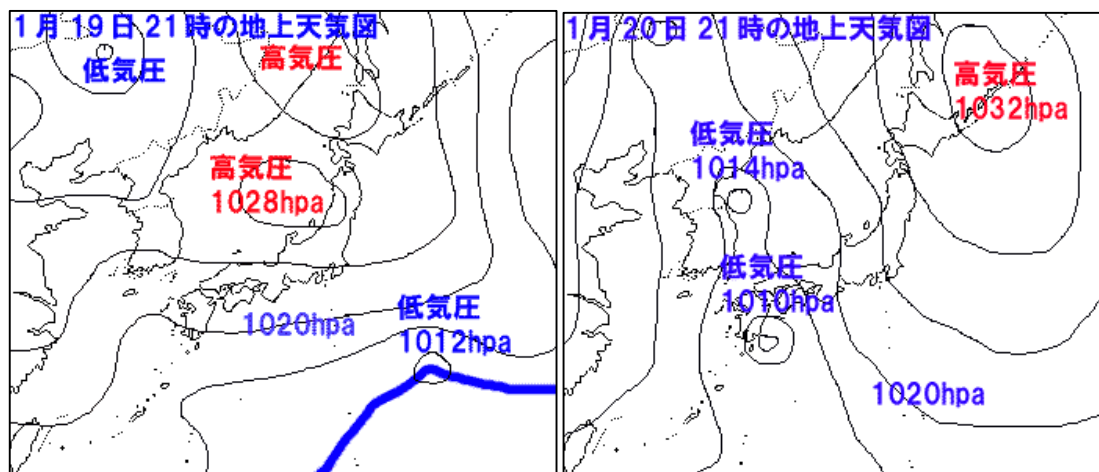 1月19日21時の地上天気図
低気圧
高気圧
高気圧
1028hpa
低気圧
1012hpa
1020hpa
1月20日21時の地上天気図
高気圧
1032hpa
低気圧
1014hpa
低気圧
1010hpa
1020hpa